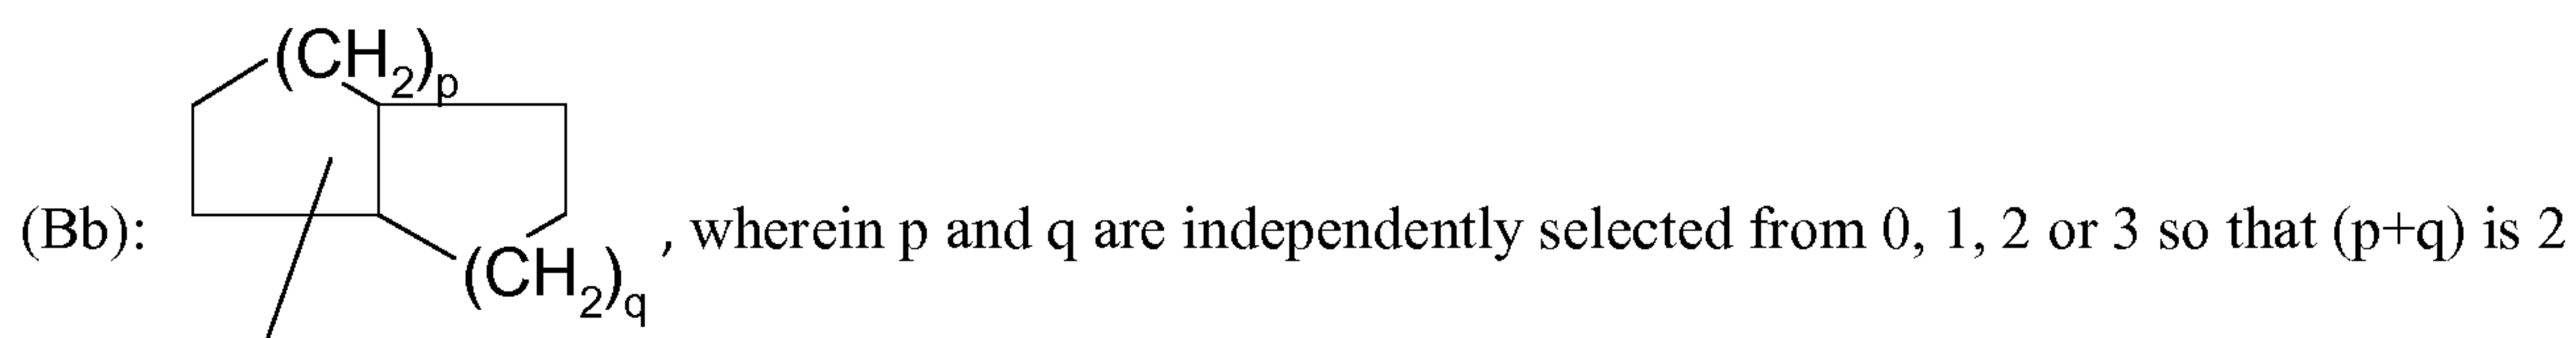 (CH2)p
(Bb): , wherein p and q are independently selected from 0, 1, 2 or 3 so that (p+q) is 2
(CH2)q